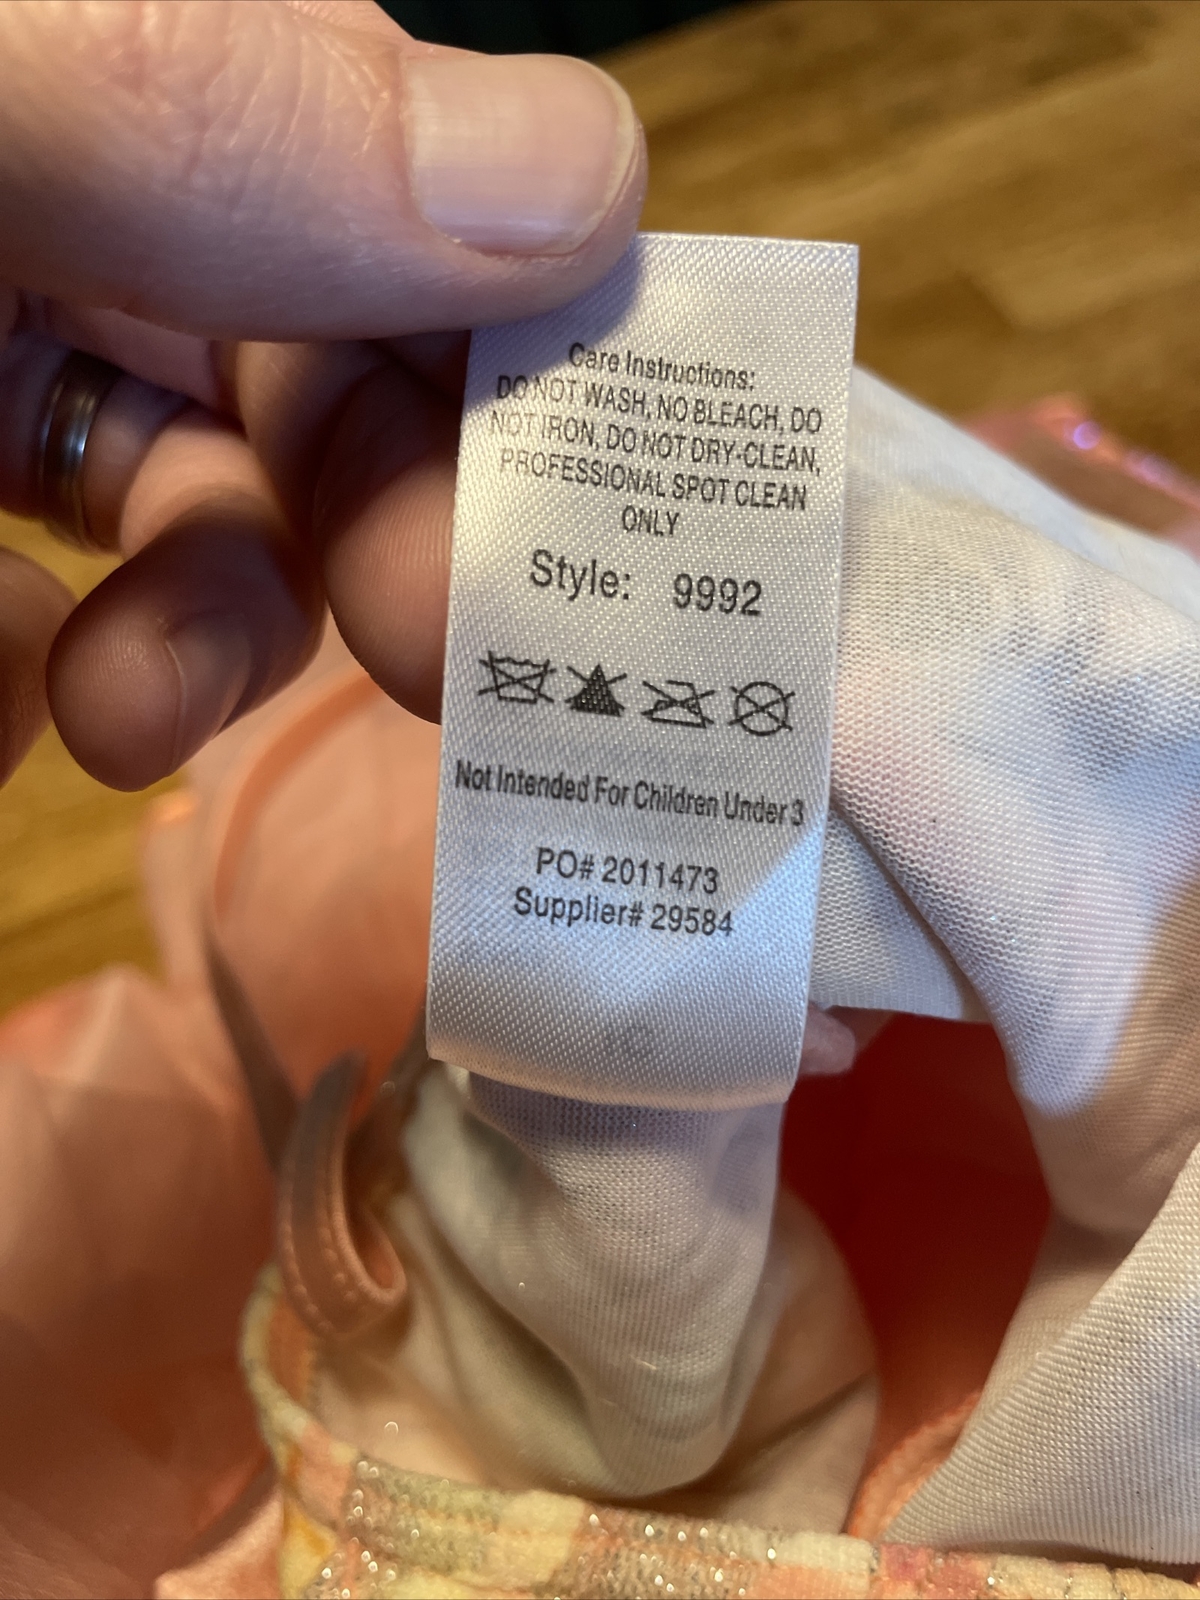 Care Instructions:
DO NOT WASH, NO BLEACH, DO
NOT IRON, DO NOT DRY-CLEAN,
PROFESSIONAL SPOT CLEAN
ONLY
Style: 9992
Not Intended For Children Under 3
PO# 2011473
Supplier# 29584